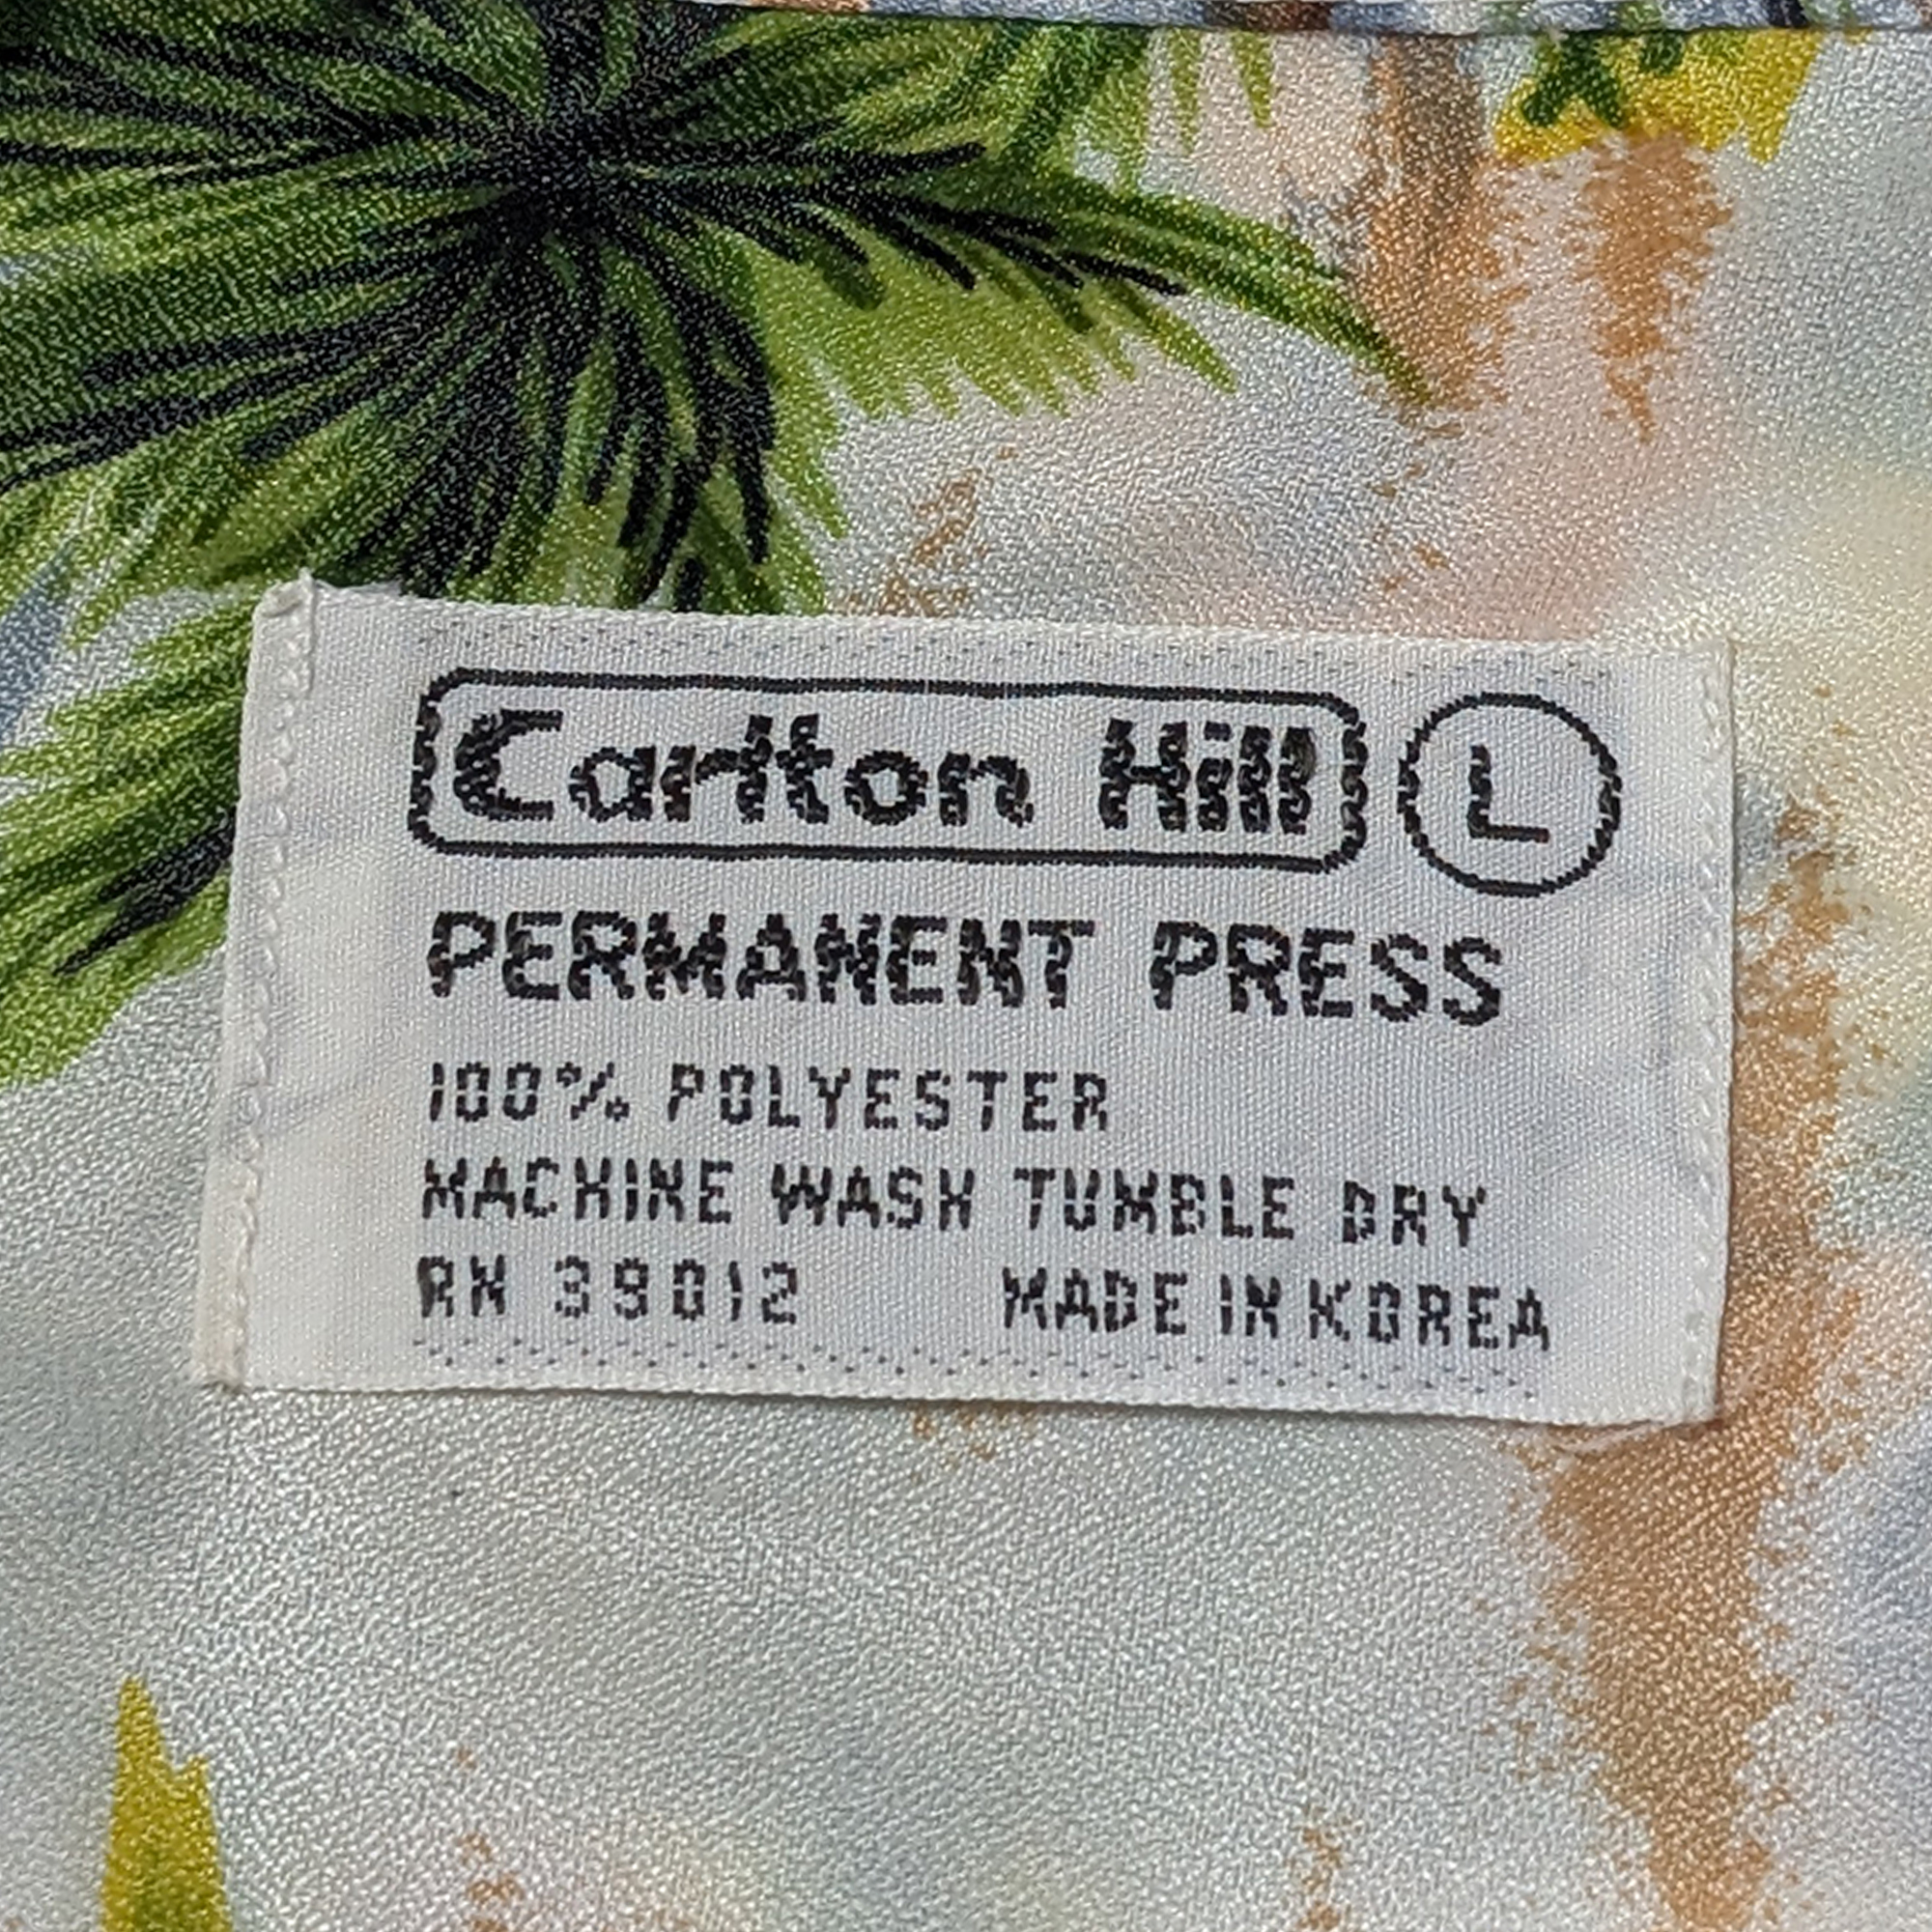 Carlton Hill L
PERMANENT PRESS
100% POLYESTER
MACHINE WASH TUMBLE DRY
RN 39012 MADE IN KOREA